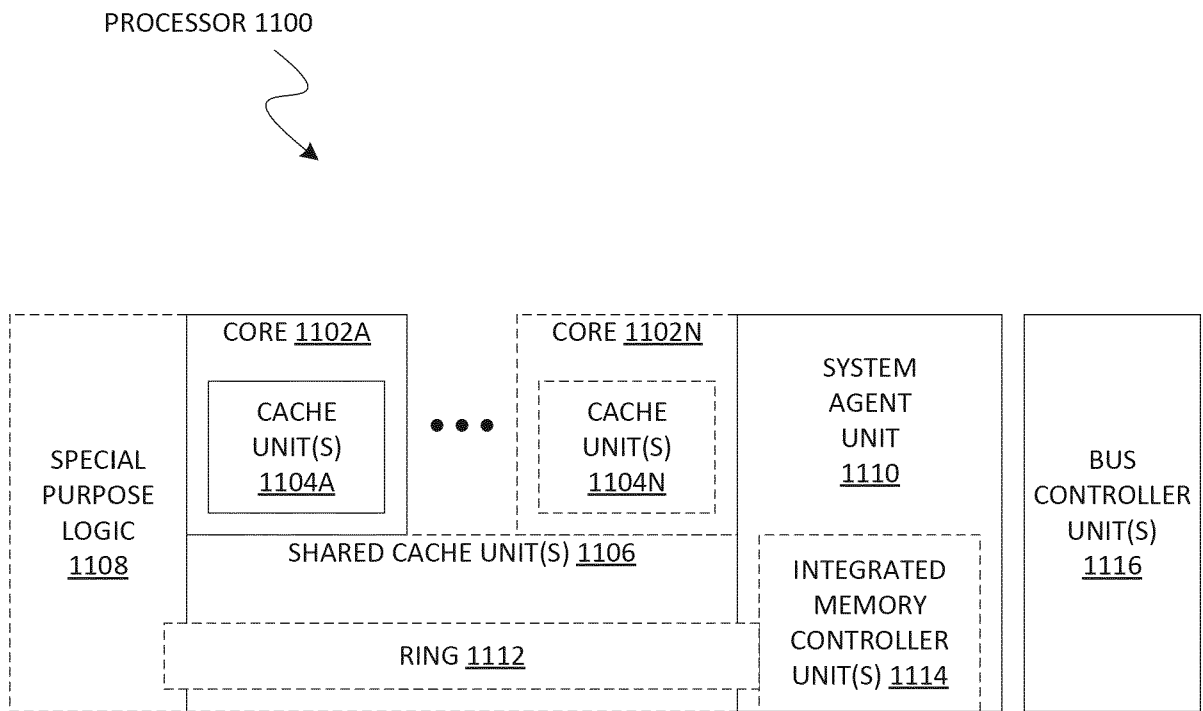 PROCESSOR 1100
CORE 1102A
CORE 1102N
CACHE
UNIT(S)
1104A
CACHE
UNIT(S)
1104N
SYSTEM
AGENT
UNIT
1110
SPECIAL
PURPOSE
LOGIC
1108
BUS
CONTROLLER
UNIT(S)
1116
SHARED CACHE UNIT(S) 1106
INTEGRATED
MEMORY
CONTROLLER
UNIT(S) 1114
RING 1112